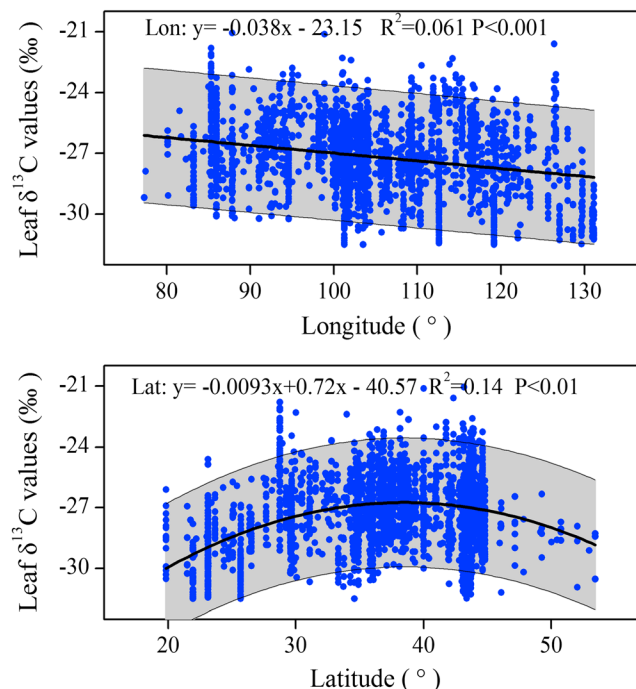 Lon: y= -0.038x - 23.15 R²=0.061 P<0.001
-21
-24
-27
-30
Leaf δ¹³C values (‰)
80 90 100 110 120 130
Longitude ( ° )
Lat: y= -0.0093x+0.72x - 40.57 R²=0.14 P<0.01
-21
-24
-27
-30
Leaf δ¹³C values (‰)
20 30 40 50
Latitude ( ° )